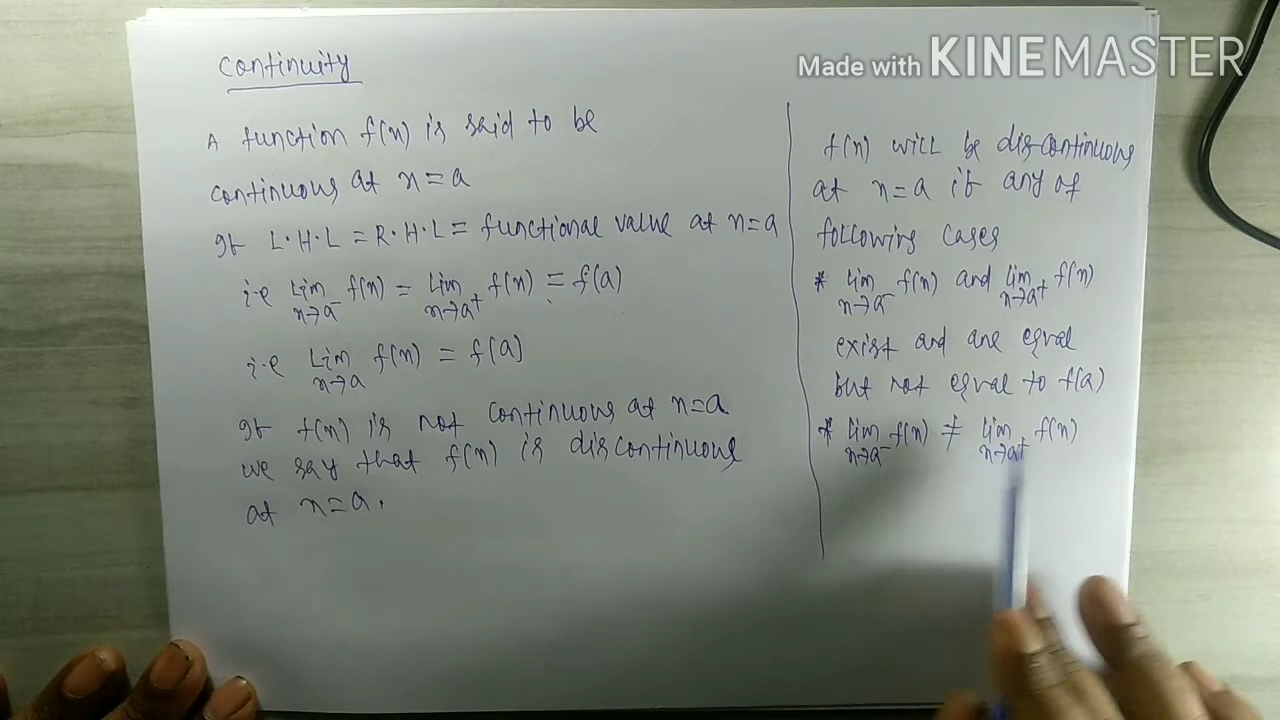 Made with KINEMASTER
Continuity
A function f(x) is said to be
continuous at x=a
If L.H.L = R.H.L = functional value at x=a
i.e Lim x→a⁻ f(x) = Lim x→a⁺ f(x) = f(a)
i.e Lim x→a f(x) = f(a)
If f(x) is not continuous at x=a
we say that f(x) is discontinuous
at x=a.
f(x) will be discontinuous
at x=a if any of
following cases
* lim x→a⁻ f(x) and lim x→a⁺ f(x)
exist and are equal
but not equal to f(a)
* lim x→a⁻ f(x) ≠ lim x→a⁺ f(x)